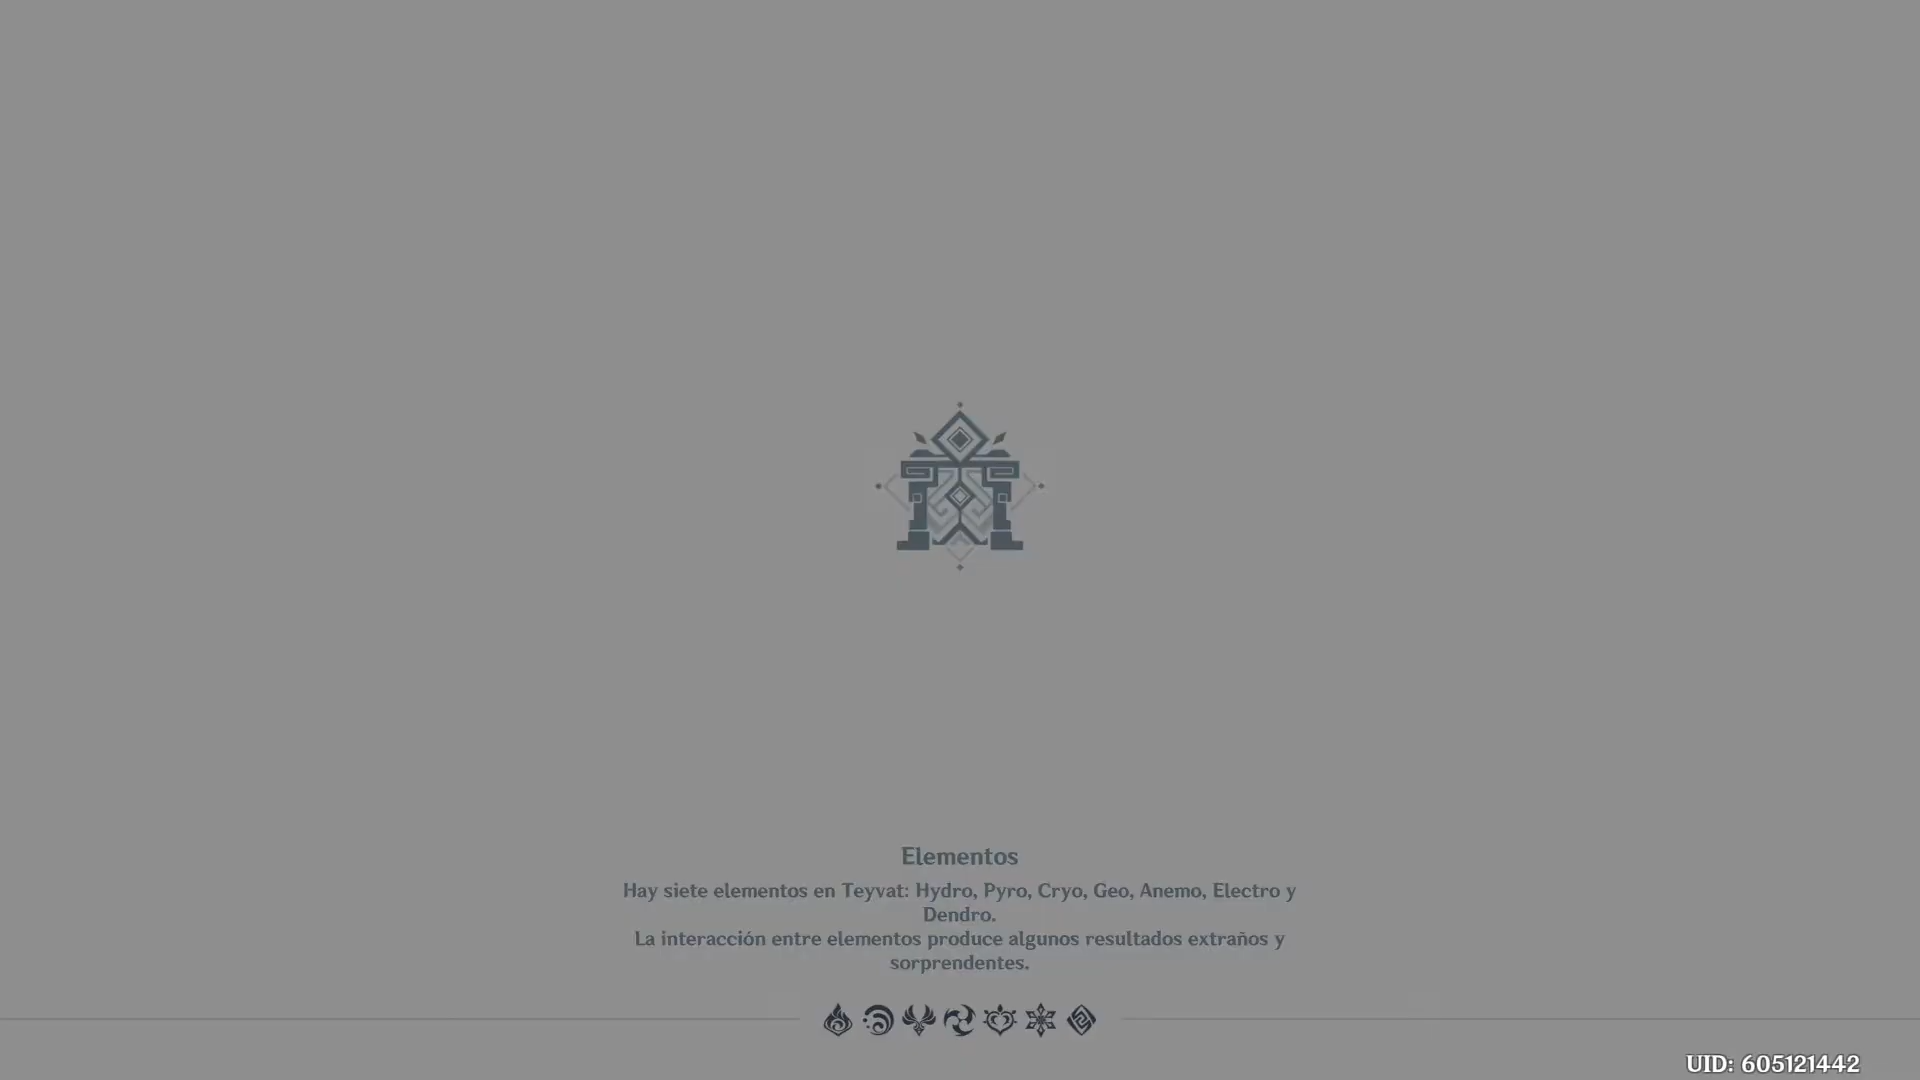 Elementos
Hay siete elementos en Teyvat: Hydro, Pyro, Cryo, Geo, Anemo, Electro y
Dendro.
La interacción entre elementos produce algunos resultados extraños y
sorprendentes.
UID: 605121442